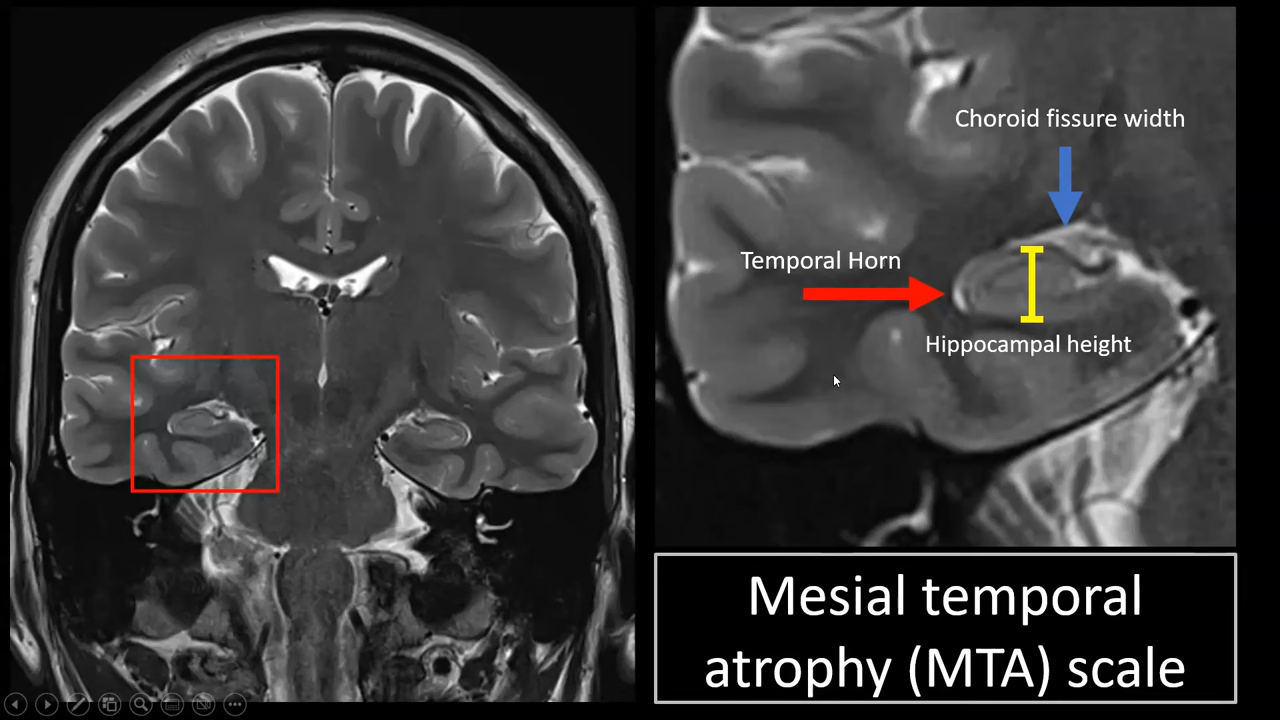 Choroid fissure width
Temporal Horn
Hippocampal height
Mesial temporal
atrophy (MTA) scale